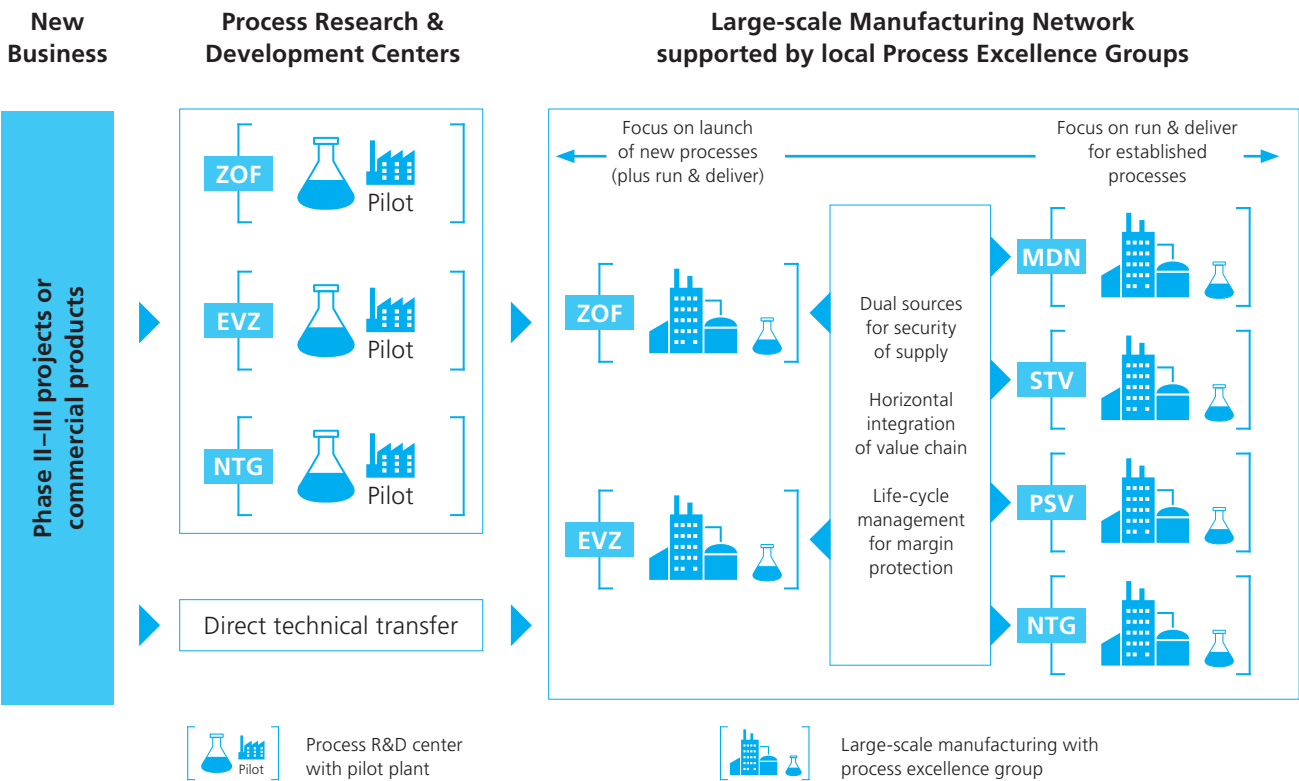 New
Business
Process Research &
Development Centers
Large-scale Manufacturing Network
supported by local Process Excellence Groups
Phase II–III projects or
commercial products
ZOF
Pilot
EVZ
Pilot
NTG
Pilot
Direct technical transfer
Focus on launch
of new processes
(plus run & deliver)
Focus on run & deliver
for established
processes
ZOF
EVZ
Dual sources
for security
of supply
Horizontal
integration
of value chain
Life-cycle
management
for margin
protection
MDN
STV
PSV
NTG
Pilot
Process R&D center
with pilot plant
Large-scale manufacturing with
process excellence group